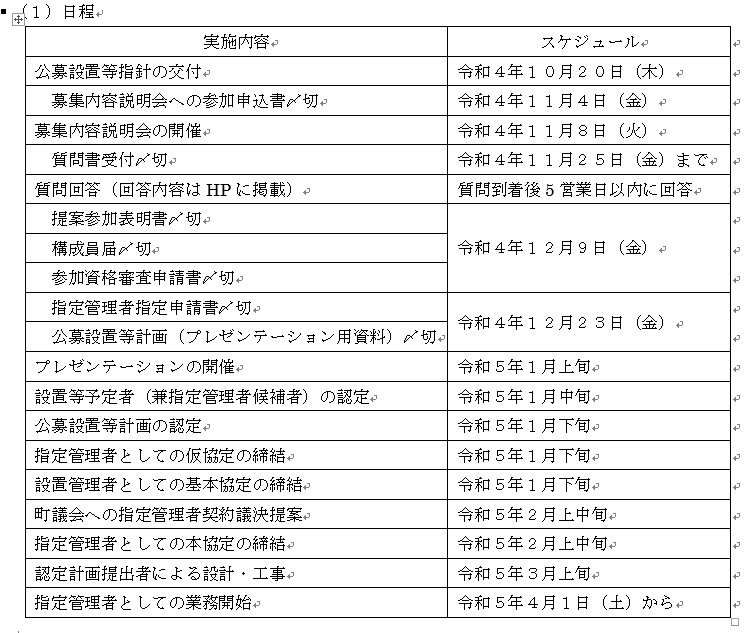 （１）日程
実施内容 スケジュール
公募設置等指針の交付 令和４年１０月２０日（木）
募集内容説明会への参加申込書〆切 令和４年１１月４日（金）
募集内容説明会の開催 令和４年１１月８日（火）
質問書受付〆切 令和４年１１月２５日（金）まで
質問回答（回答内容は HP に掲載） 質問到着後 5 営業日以内に回答
提案参加表明書〆切
構成員届〆切 令和４年１２月９日（金）
参加資格審査申請書〆切
指定管理者指定申請書〆切 令和４年１２月２３日（金）
公募設置等計画（プレゼンテーション用資料）〆切
プレゼンテーションの開催 令和５年１月上旬
設置等予定者（兼指定管理者候補者）の認定 令和５年１月中旬
公募設置等計画の認定 令和５年１月下旬
指定管理者としての仮協定の締結 令和５年１月下旬
設置管理者としての基本協定の締結 令和５年１月下旬
町議会への指定管理者契約議決提案 令和５年２月上中旬
指定管理者としての本協定の締結 令和５年２月上中旬
認定計画提出者による設計・工事 令和５年３月上旬
指定管理者としての業務開始 令和５年４月１日（土）から